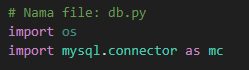 # Nama file: db.py
import os
import mysql.connector as mc